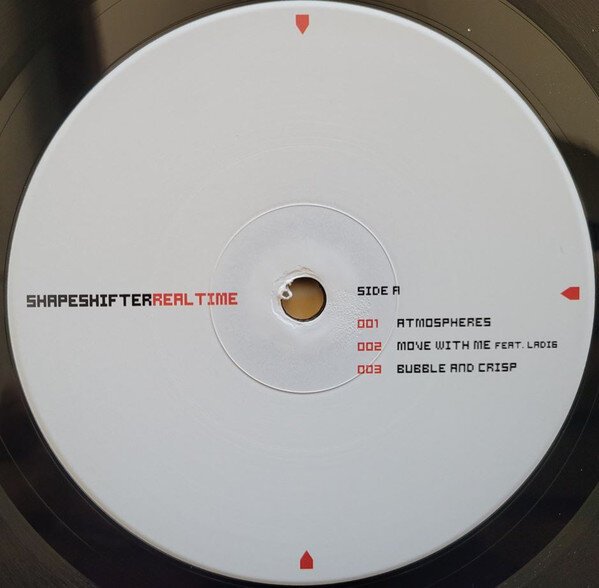 SHAPESHIFTERREALTIME
SIDE A
001 ATMOSPHERES
002 MOVE WITH ME FEAT. LADI6
003 BUBBLE AND CRISP